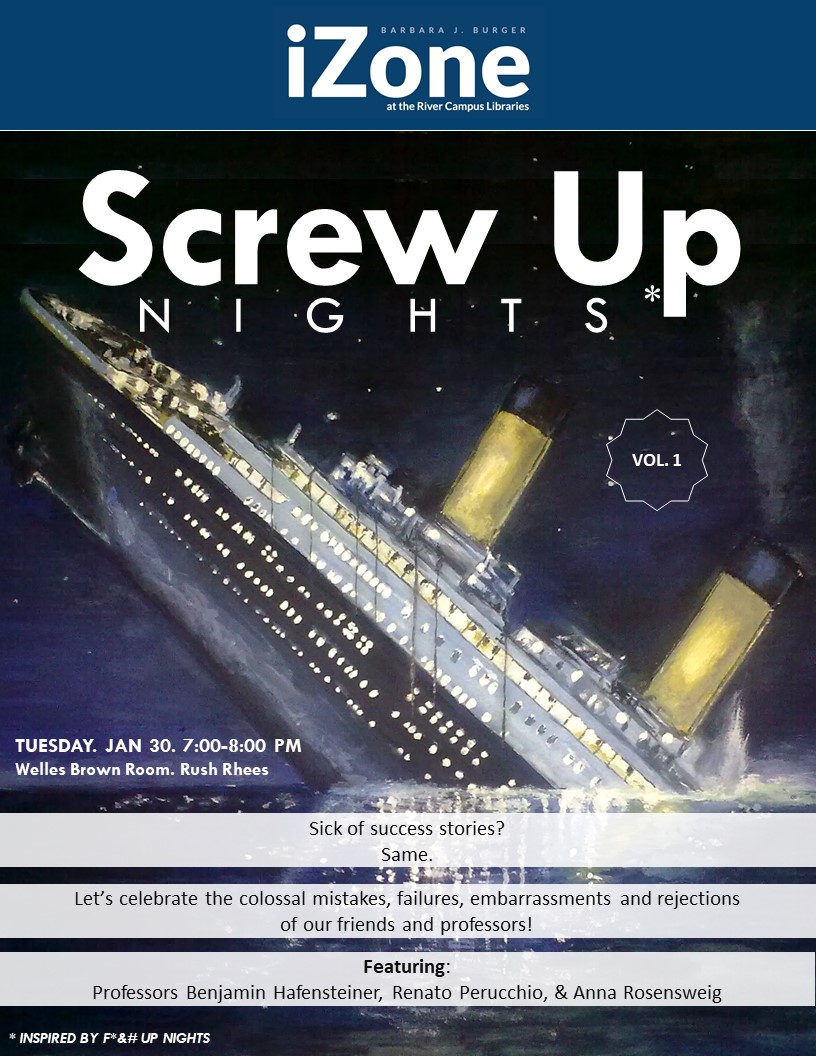 BARBARA J. BURGER
iZone
at the River Campus Libraries
Screw Up
NIGHTS*
VOL. 1
TUESDAY. JAN 30. 7:00-8:00 PM
Welles Brown Room. Rush Rhees
Sick of success stories?
Same.
Let’s celebrate the colossal mistakes, failures, embarrassments and rejections
of our friends and professors!
Featuring:
Professors Benjamin Hafensteiner, Renato Perucchio, & Anna Rosensweig
* INSPIRED BY F*&# UP NIGHTS